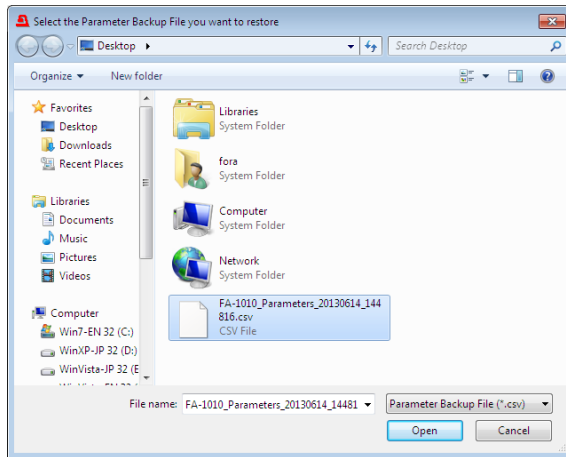 Select the Parameter Backup File you want to restore
Desktop
Search Desktop
Organize
New folder
Favorites
Desktop
Downloads
Recent Places
Libraries
Documents
Music
Pictures
Videos
Computer
Win7-EN 32 (C:)
WinXP-JP 32 (D:)
WinVista-JP 32 (E
Libraries
System Folder
fora
System Folder
Computer
System Folder
Network
System Folder
FA-1010_Parameters_20130614_144
816.csv
CSV File
File name:
FA-1010_Parameters_20130614_14481
Parameter Backup File (*.csv)
Open
Cancel